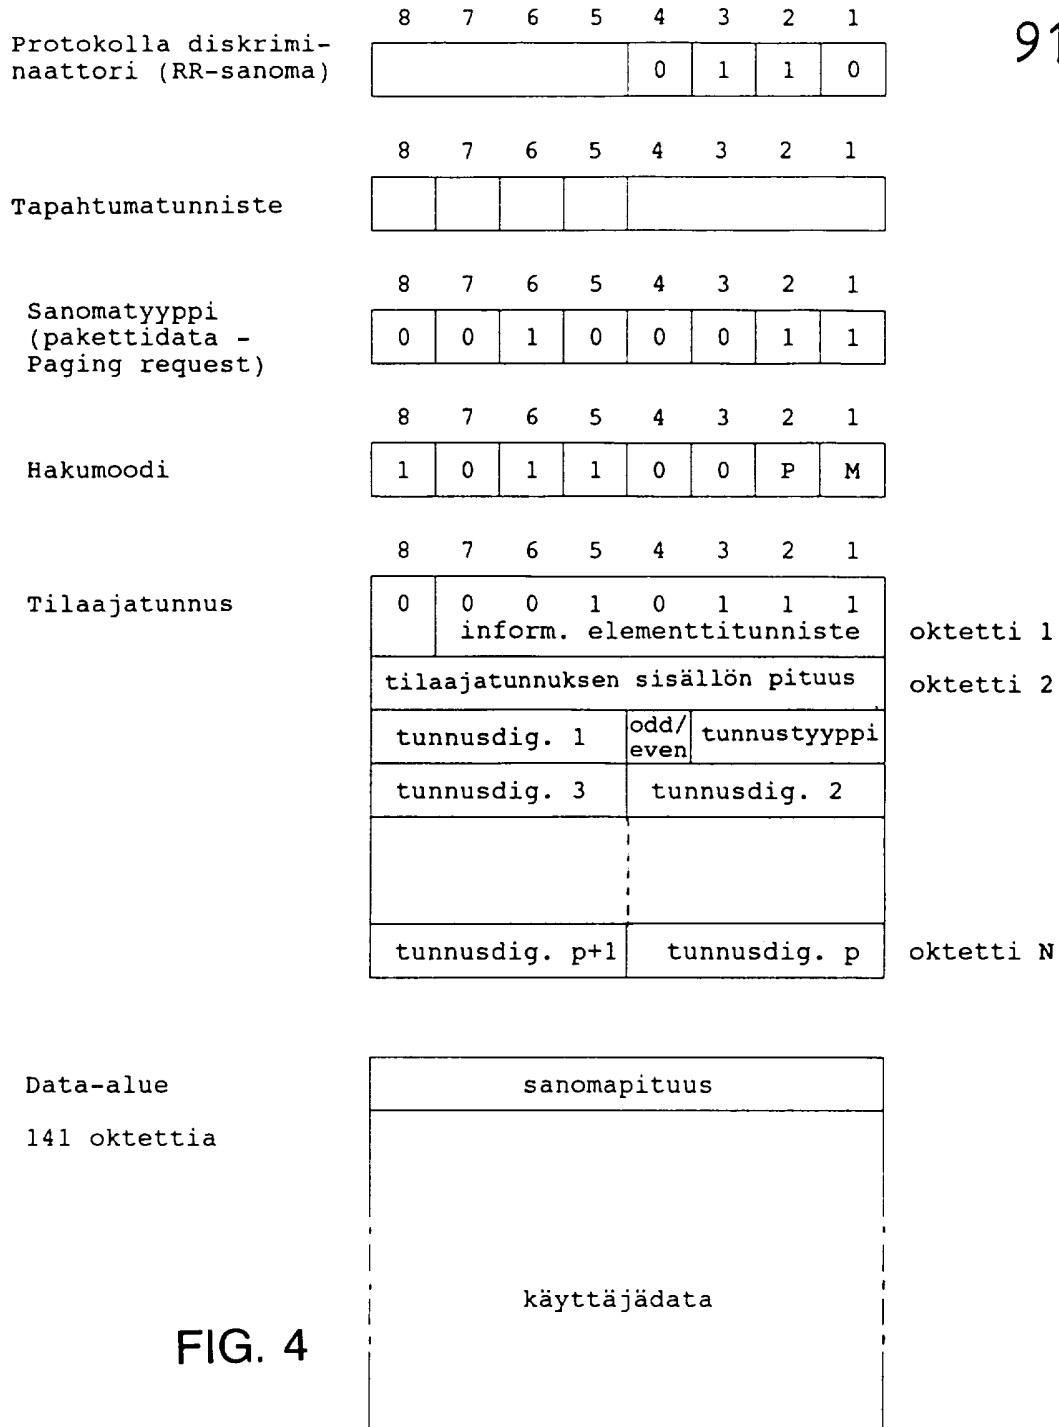 8 7 6 5 4 3 2 1
91
Protokolla diskrimi-
naattori (RR-sanoma)
0 1 1 0
8 7 6 5 4 3 2 1
Tapahtumatunniste
8 7 6 5 4 3 2 1
Sanomatyyppi
(pakettidata -
Paging request)
0 0 1 0 0 0 1 1
8 7 6 5 4 3 2 1
Hakumoodi
1 0 1 1 0 0 P M
8 7 6 5 4 3 2 1
Tilaajatunnus
0 0 0 1 0 1 1 1
inform. elementtitunniste
oktetti 1
tilaajatunnuksen sisällön pituus
oktetti 2
tunnusdig. 1
odd/
even
tunnustyyppi
tunnusdig. 3
tunnusdig. 2
tunnusdig. p+1
tunnusdig. p
oktetti N
Data-alue
sanomapituus
141 oktettia
käyttäjädata
FIG. 4